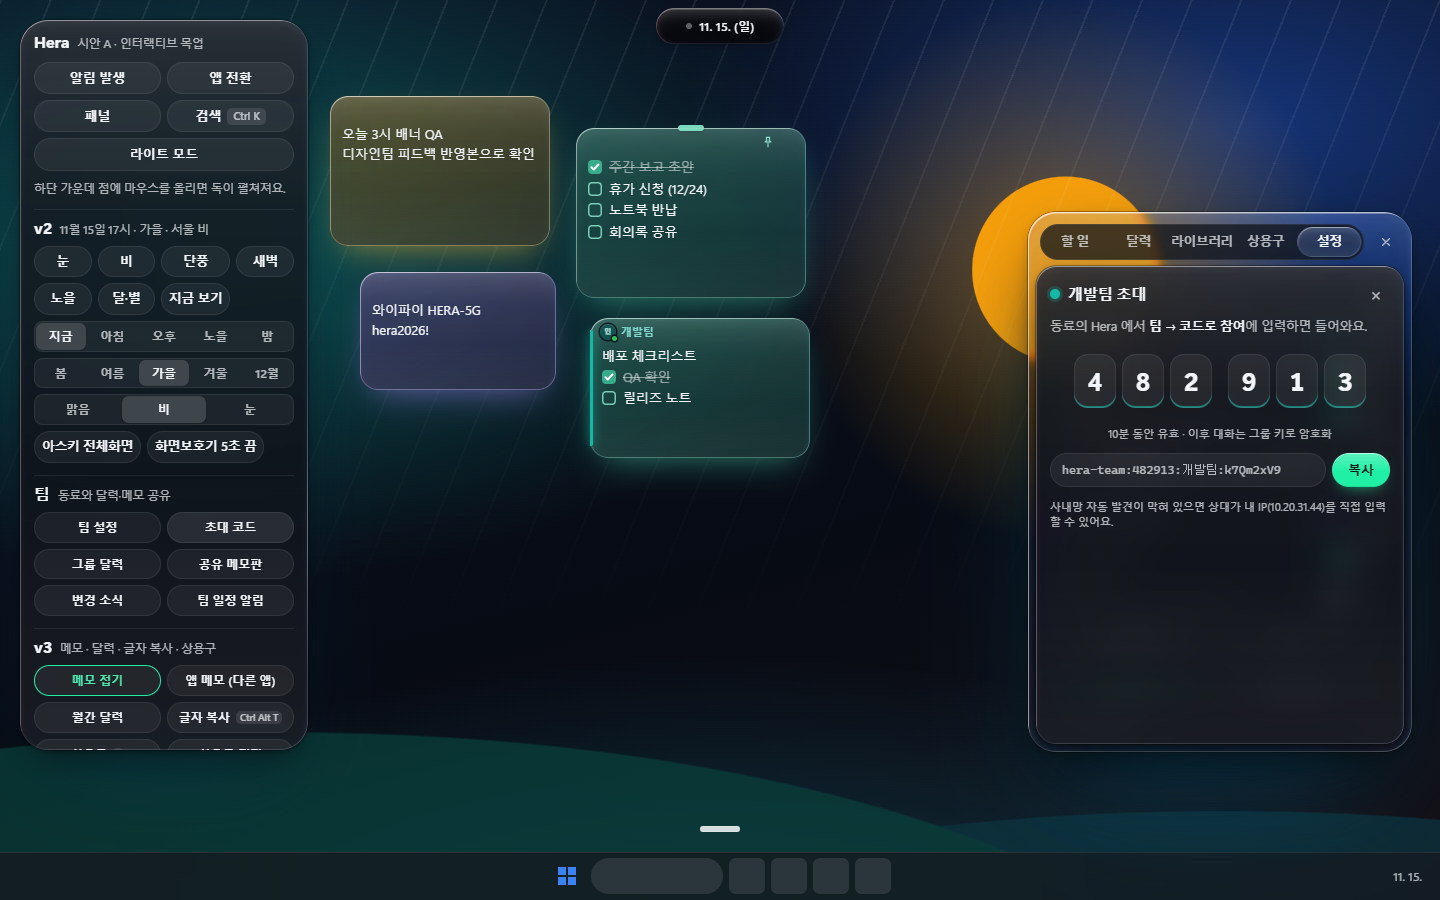 11. 15. (일)
Hera 시안 A · 인터랙티브 목업
알림 발생
앱 전환
패널
검색 Ctrl K
라이트 모드
하단 가운데 점에 마우스를 올리면 독이 펼쳐져요.
v2 11월 15일 17시 · 가을 · 서울 비
눈
비
단풍
새벽
노을
달·별
지금 보기
지금
아침
오후
노을
밤
봄
여름
가을
겨울
12월
맑음
비
눈
아스키 전체화면
화면보호기 5초 끔
팀 동료와 달력·메모 공유
팀 설정
초대 코드
그룹 달력
공유 메모판
변경 소식
팀 일정 알림
v3 메모 · 달력 · 글자 복사 · 상용구
메모 접기
앱 메모 (다른 앱)
월간 달력
글자 복사 Ctrl Alt T
오늘 3시 배너 QA
디자인팀 피드백 반영본으로 확인
주간 보고 초안
휴가 신청 (12/24)
노트북 반납
회의록 공유
와이파이 HERA-5G
hera2026!
민 개발팀
배포 체크리스트
QA 확인
릴리즈 노트
할 일
달력
라이브러리
상용구
설정
개발팀 초대
동료의 Hera 에서 팀 → 코드로 참여에 입력하면 들어와요.
4 8 2 9 1 3
10분 동안 유효 · 이후 대화는 그룹 키로 암호화
hera-team:482913:개발팀:k7Qm2xV9
복사
사내망 자동 발견이 막혀 있으면 상대가 내 IP(10.20.31.44)를 직접 입력
할 수 있어요.
11. 15.